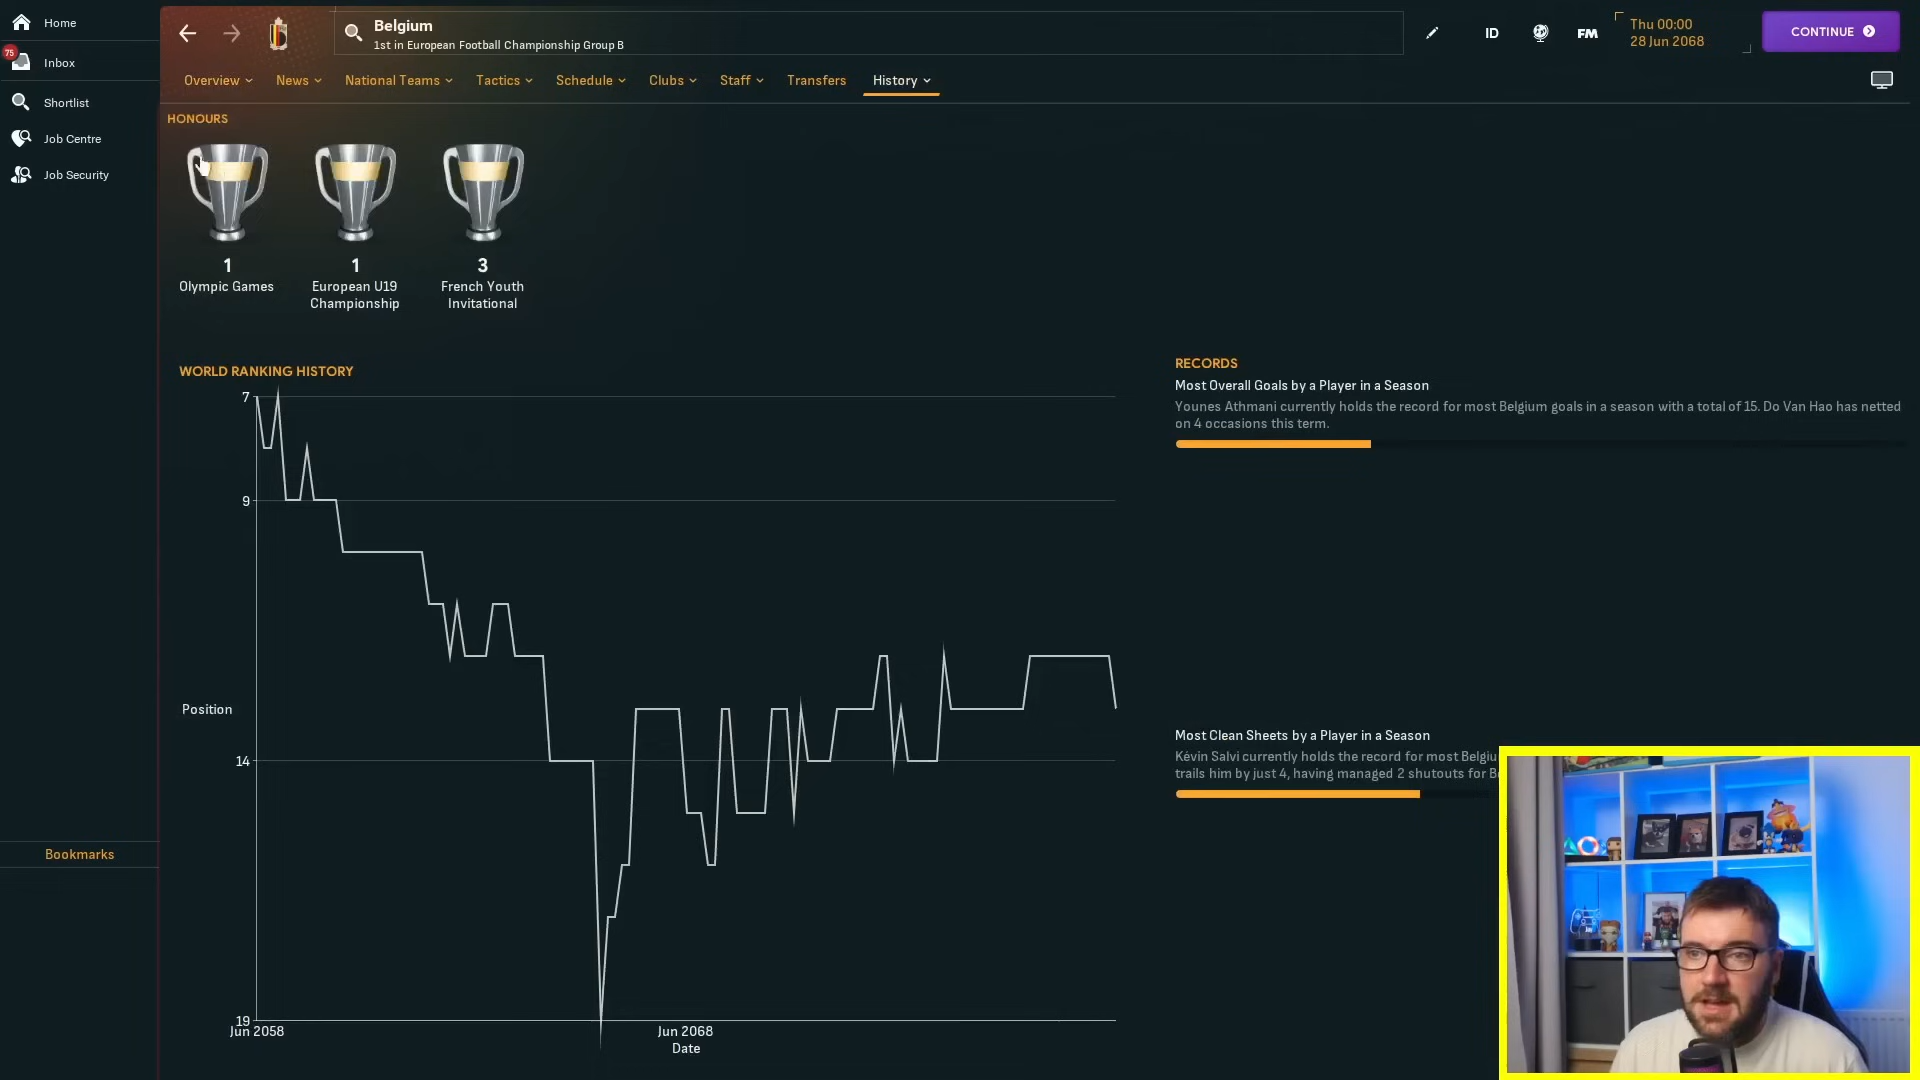 Home
75
Inbox
Shortlist
Job Centre
Job Security
Bookmarks
Belgium
1st in European Football Championship Group B
ID
FM
Thu 00:00
28 Jun 2068
CONTINUE
Overview
News
National Teams
Tactics
Schedule
Clubs
Staff
Transfers
History
HONOURS
1
Olympic Games
1
European U19
Championship
3
French Youth
Invitational
WORLD RANKING HISTORY
7
9
Position
14
19
Jun 2058
Jun 2068
Date
RECORDS
Most Overall Goals by a Player in a Season
Younes Athmani currently holds the record for most Belgium goals in a season with a total of 15. Do Van Hao has netted
on 4 occasions this term.
Most Clean Sheets by a Player in a Season
Kévin Salvi currently holds the record for most Belgiu
trails him by just 4, having managed 2 shutouts for Be